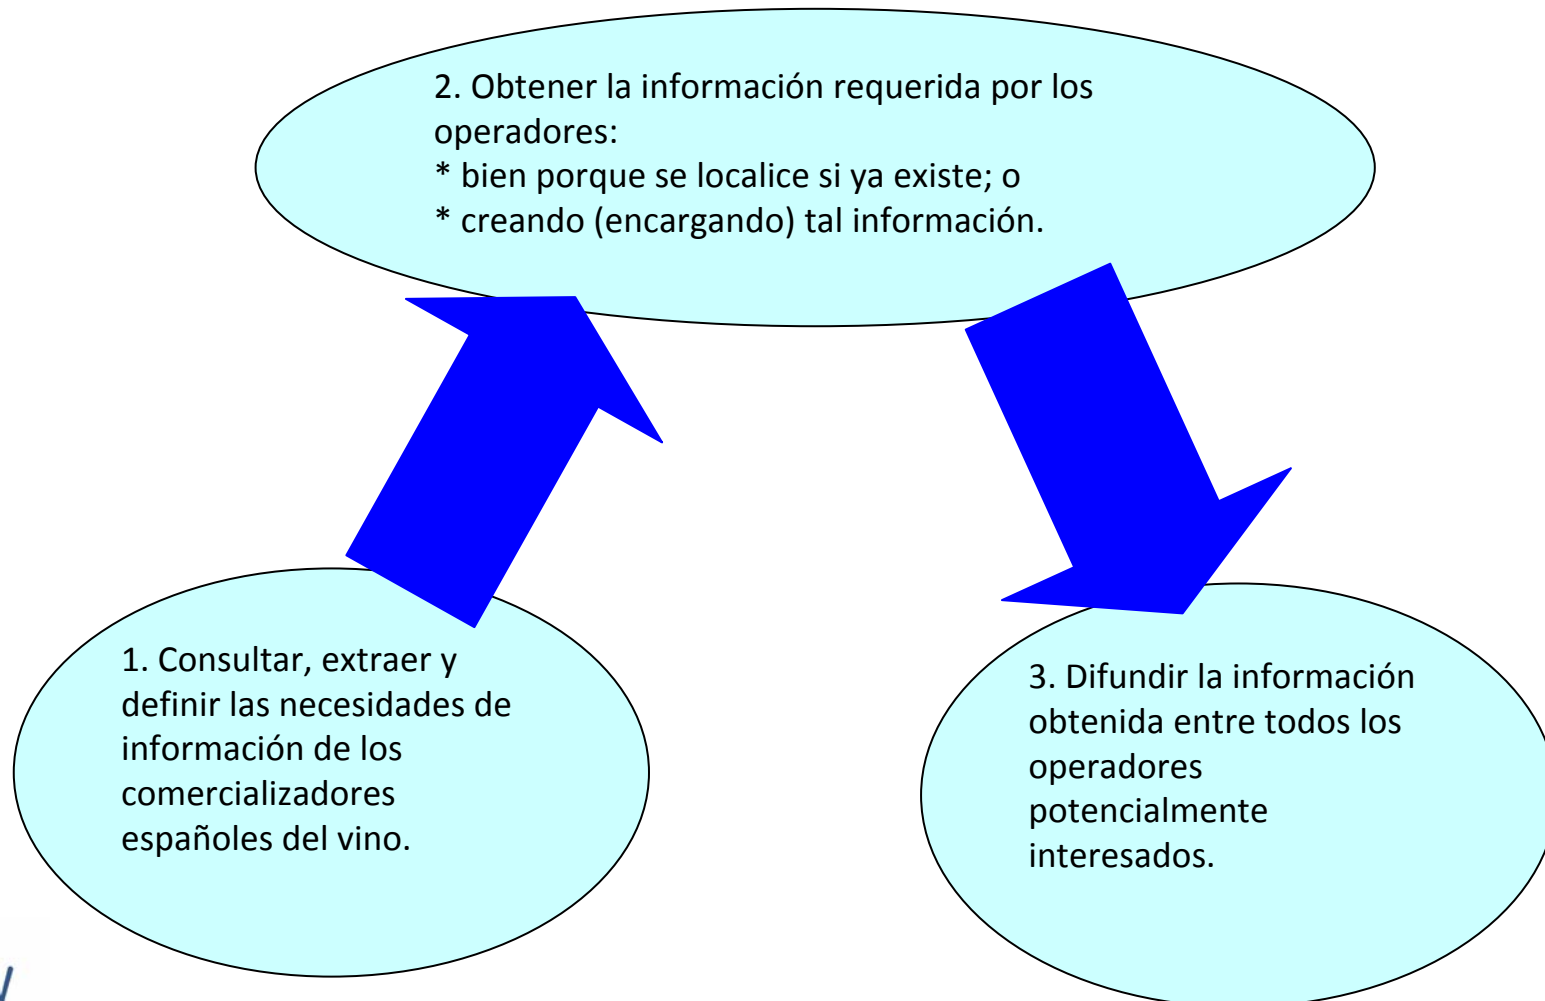 2. Obtener la información requerida por los
operadores:
* bien porque se localice si ya existe; o
* creando (encargando) tal información.
1. Consultar, extraer y
definir las necesidades de
información de los
comercializadores
españoles del vino.
3. Difundir la información
obtenida entre todos los
operadores
potencialmente
interesados.